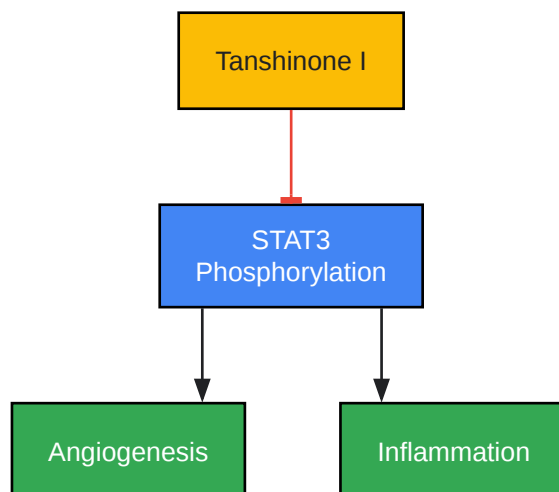 Tanshinone I
STAT3
Phosphorylation
Angiogenesis
Inflammation